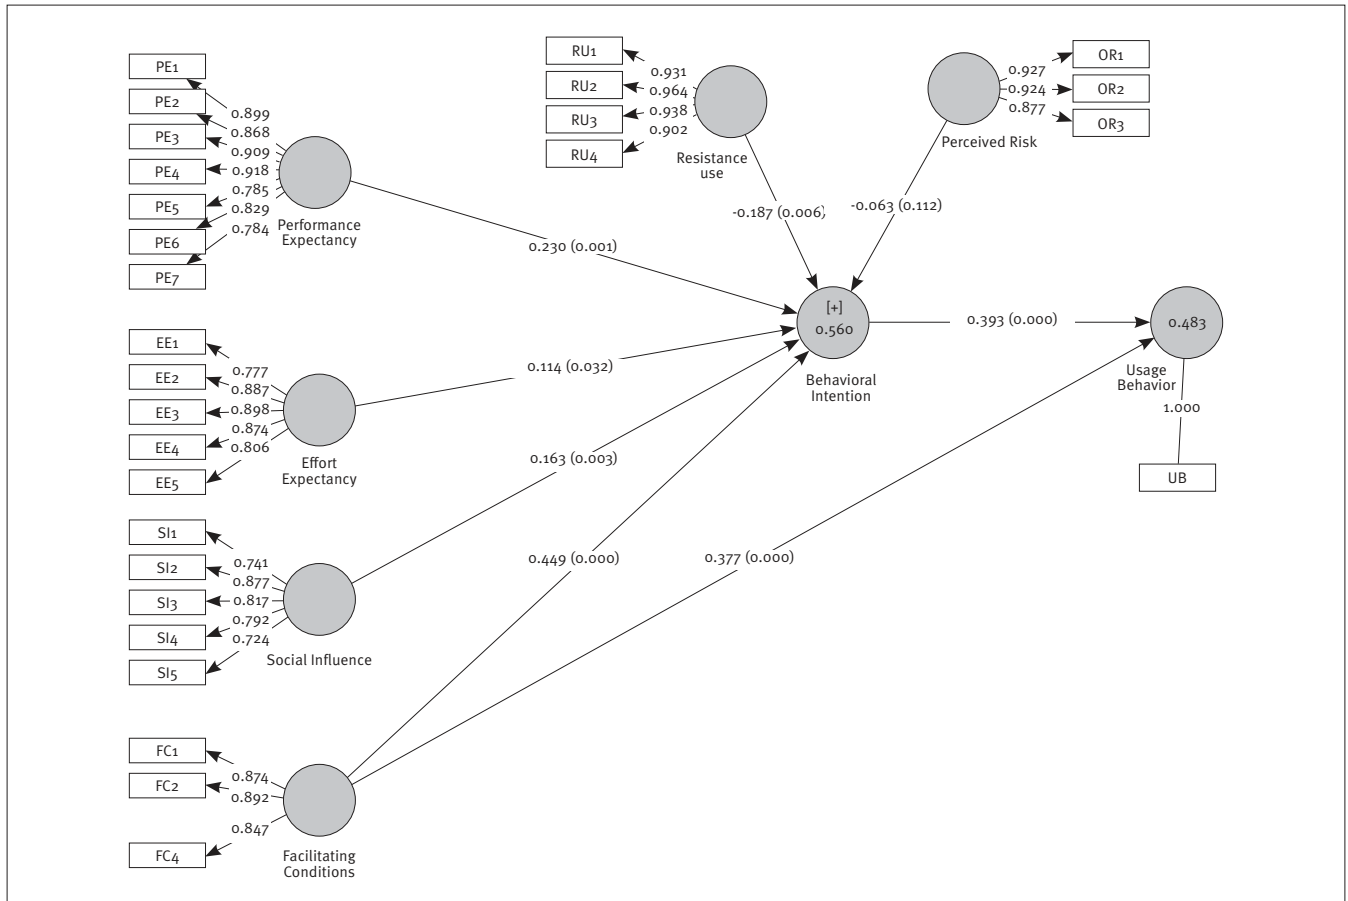 PE1
PE2
PE3
PE4
PE5
PE6
PE7
0.899
0.868
0.909
0.918
0.785
0.829
0.784
Performance
Expectancy
RU1
RU2
RU3
RU4
0.931
0.964
0.938
0.902
Resistance
use
OR1
OR2
OR3
0.927
0.924
0.877
Perceived Risk
-0.187 (0.006)
-0.063 (0.112)
0.230 (0.001)
[+]
0.560
Behavioral
Intention
0.393 (0.000)
0.483
Usage
Behavior
1.000
UB
EE1
EE2
EE3
EE4
EE5
0.777
0.887
0.898
0.874
0.806
Effort
Expectancy
0.114 (0.032)
SI1
SI2
SI3
SI4
SI5
0.741
0.877
0.817
0.792
0.724
Social Influence
0.163 (0.003)
0.449 (0.000)
0.377 (0.000)
FC1
FC2
FC4
0.874
0.892
0.847
Facilitating
Conditions